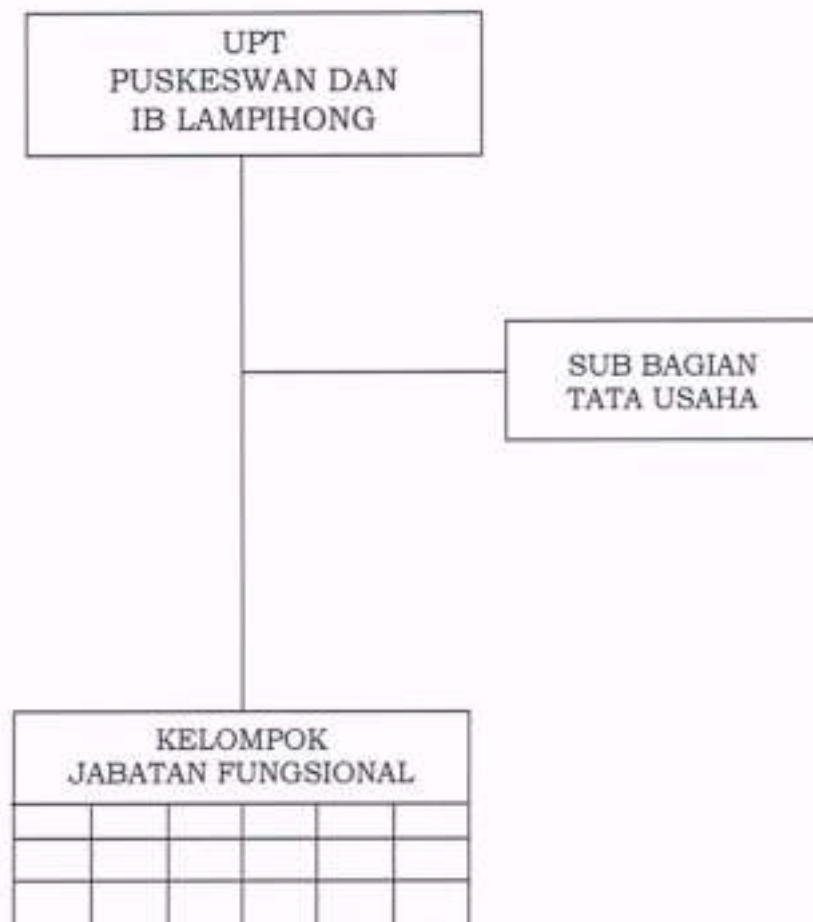 UPT
PUSKESWAN DAN
IB LAMPIHONG
SUB BAGIAN
TATA USAHA
KELOMPOK
JABATAN FUNGSIONAL